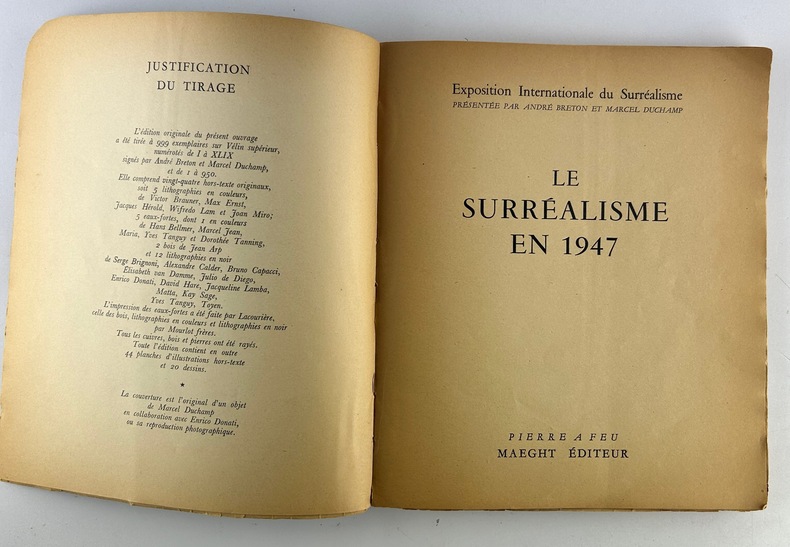 JUSTIFICATION
DU TIRAGE
L'édition originale du présent ouvrage
a été tirée à 999 exemplaires sur Vélin supérieur,
numérotés de I à XLIX
signés par André Breton et Marcel Duchamp,
et de 1 à 950.
Elle comprend vingt-quatre hors-texte originaux,
soit 5 lithographies en couleurs,
de Victor Brauner, Max Ernst,
Jacques Hérold, Wifredo Lam et Joan Miro;
5 eaux-fortes, dont 1 en couleurs
de Hans Bellmer, Marcel Jean,
Maria, Yves Tanguy et Dorothée Tanning,
2 bois de Jean Arp
et 12 lithographies en noir
de Serge Brignoni, Alexandre Calder, Bruno Capacci,
Elisabeth van Damme, Julio de Diego,
Enrico Donati, David Hare, Jacqueline Lamba,
Matta, Kay Sage,
Yves Tanguy, Toyen.
L'impression des eaux-fortes a été faite par Lacourière,
celle des bois, lithographies en couleurs et lithographies en noir
par Mourlot frères.
Tous les cuivres, bois et pierres ont été rayés.
Toute l'édition contient en outre
44 planches d'illustrations hors-texte
et 20 dessins.
★
La couverture est l'original d'un objet
de Marcel Duchamp
en collaboration avec Enrico Donati,
ou sa reproduction photographique.
Exposition Internationale du Surréalisme
PRÉSENTÉE PAR ANDRÉ BRETON ET MARCEL DUCHAMP
LE
SURRÉALISME
EN 1947
PIERRE A FEU
MAEGHT ÉDITEUR